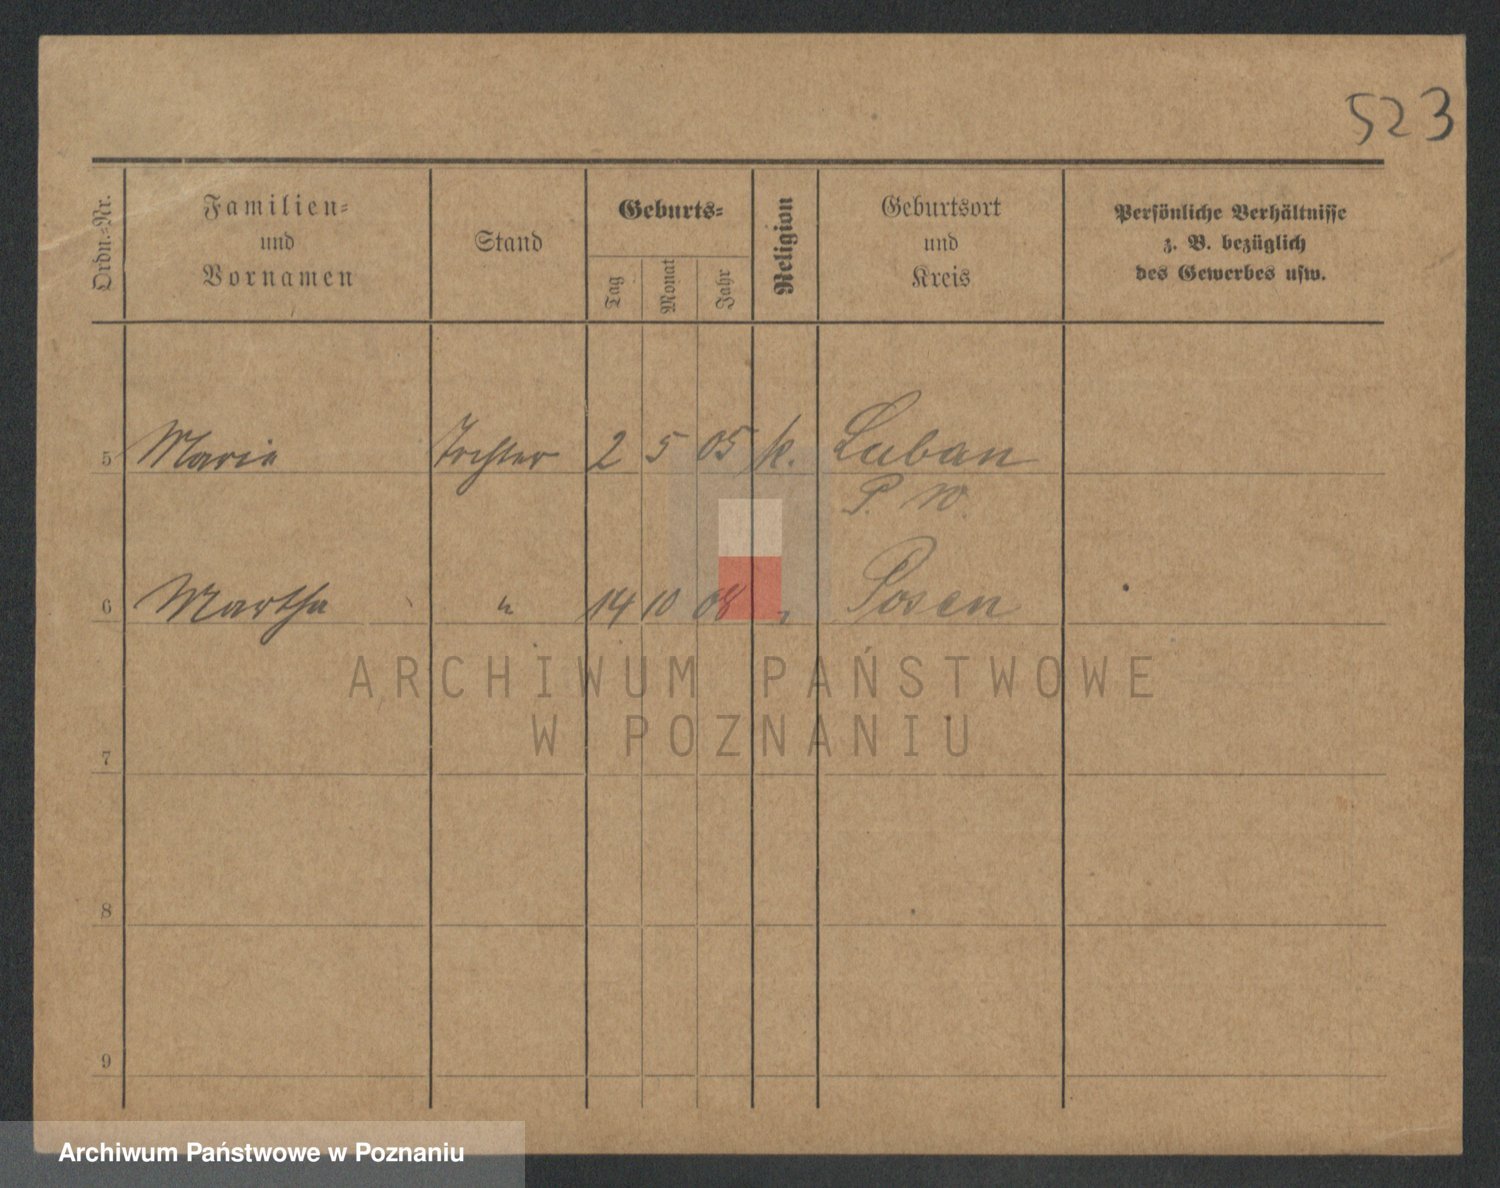 523
Ordn.-Nr.
Familien-
und
Vornamen
Stand
Geburts-
Tag
Monat
Jahr
Religion
Geburtsort
und
Kreis
Persönliche Verhältnisse
z. B. bezüglich
des Gewerbes usw.
5 Marie Tochter 2 5 05 k. Luban
P. W.
6 Martha " 14 10 08 " Posen
ARCHIWUM PAŃSTWOWE
W POZNANIU
7
8
9
Archiwum Państwowe w Poznaniu